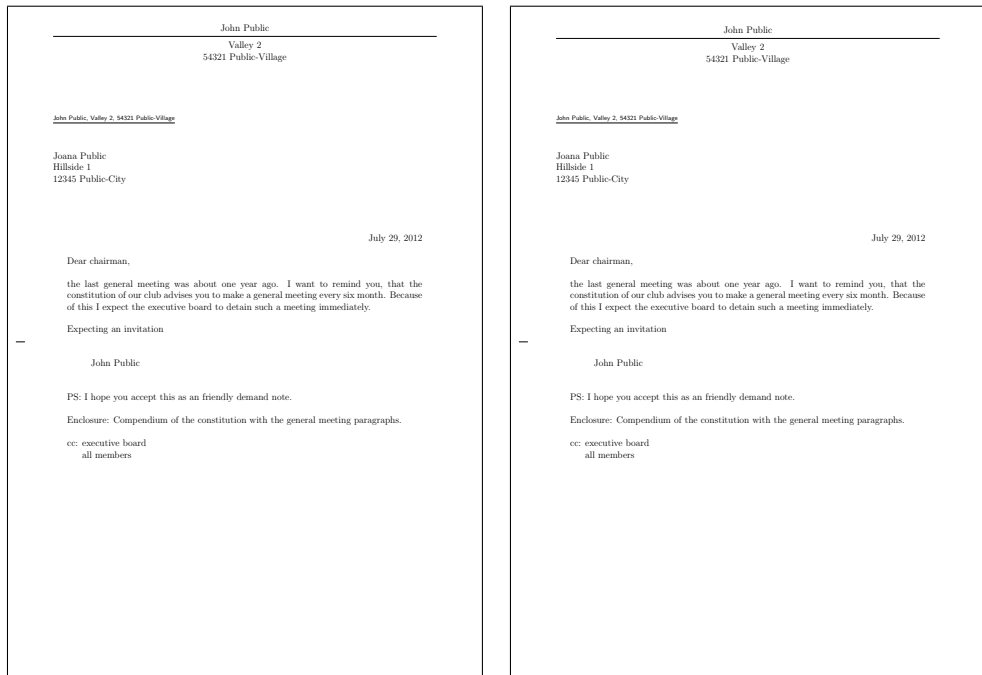 John Public
Valley 2
54321 Public-Village
John Public, Valley 2, 54321 Public-Village
Joana Public
Hillside 1
12345 Public-City
July 29, 2012
Dear chairman,
the last general meeting was about one year ago. I want to remind you, that the
constitution of our club advises you to make a general meeting every six month. Because
of this I expect the executive board to detain such a meeting immediately.
Expecting an invitation
John Public
PS: I hope you accept this as an friendly demand note.
Enclosure: Compendium of the constitution with the general meeting paragraphs.
cc: executive board
all members
John Public
Valley 2
54321 Public-Village
John Public, Valley 2, 54321 Public-Village
Joana Public
Hillside 1
12345 Public-City
July 29, 2012
Dear chairman,
the last general meeting was about one year ago. I want to remind you, that the
constitution of our club advises you to make a general meeting every six month. Because
of this I expect the executive board to detain such a meeting immediately.
Expecting an invitation
John Public
PS: I hope you accept this as an friendly demand note.
Enclosure: Compendium of the constitution with the general meeting paragraphs.
cc: executive board
all members